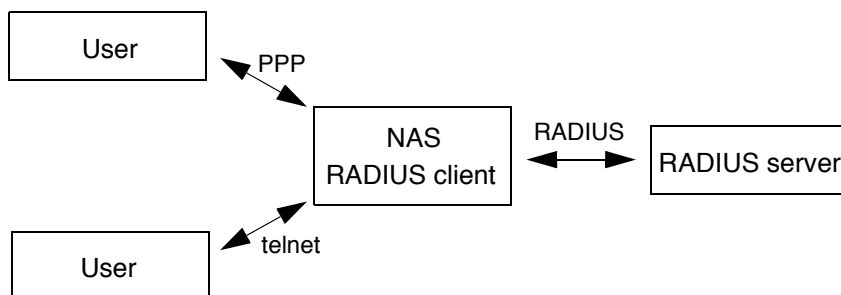 User
PPP
NAS
RADIUS client
RADIUS
RADIUS server
telnet
User